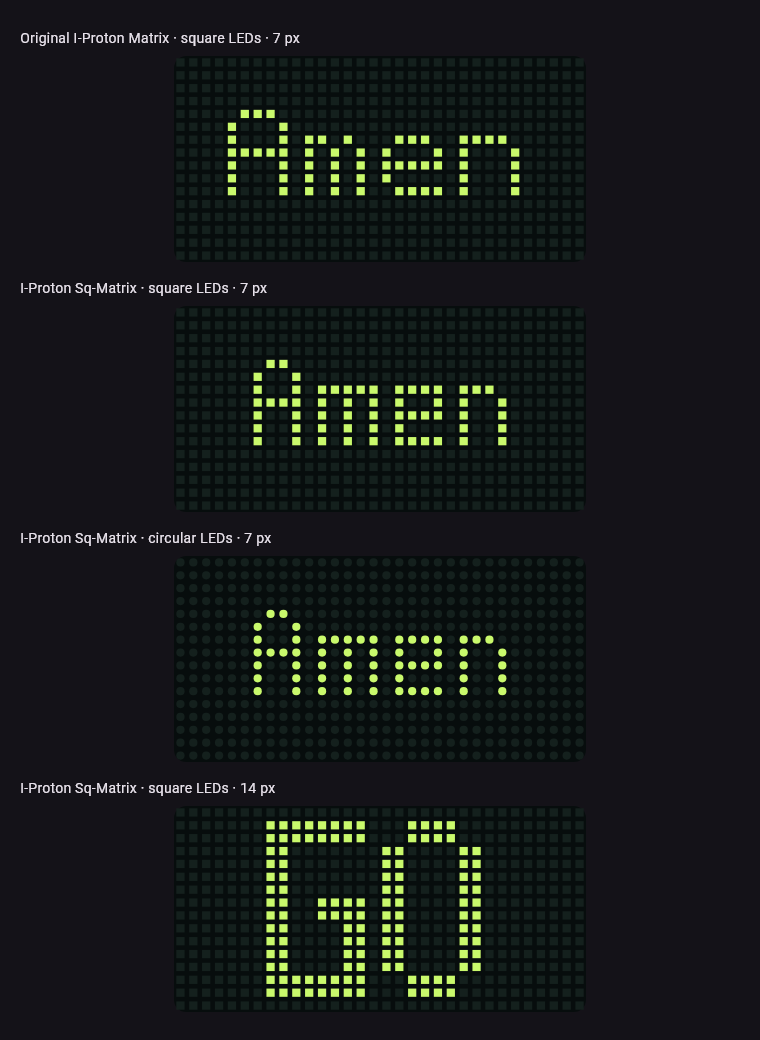 Original I-Proton Matrix · square LEDs · 7 px
Amen
I-Proton Sq-Matrix · square LEDs · 7 px
Amen
I-Proton Sq-Matrix · circular LEDs · 7 px
Amen
I-Proton Sq-Matrix · square LEDs · 14 px
GO